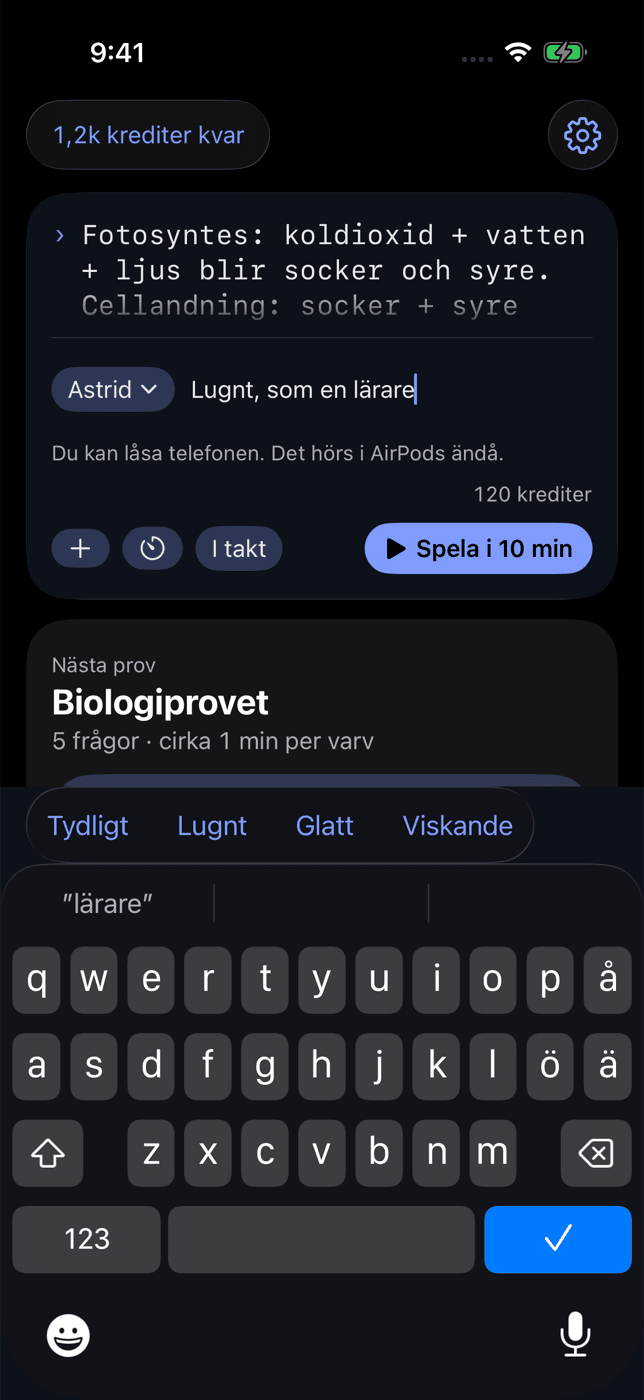 9:41
1,2k krediter kvar
› Fotosyntes: koldioxid + vatten
+ ljus blir socker och syre.
Cellandning: socker + syre
Astrid
Lugnt, som en lärare
Du kan låsa telefonen. Det hörs i AirPods ändå.
120 krediter
+ I takt Spela i 10 min
Nästa prov
Biologiprovet
5 frågor · cirka 1 min per varv
Tydligt Lugnt Glatt Viskande
"lärare"
q w e r t y u i o p å
a s d f g h j k l ö ä
z x c v b n m
123